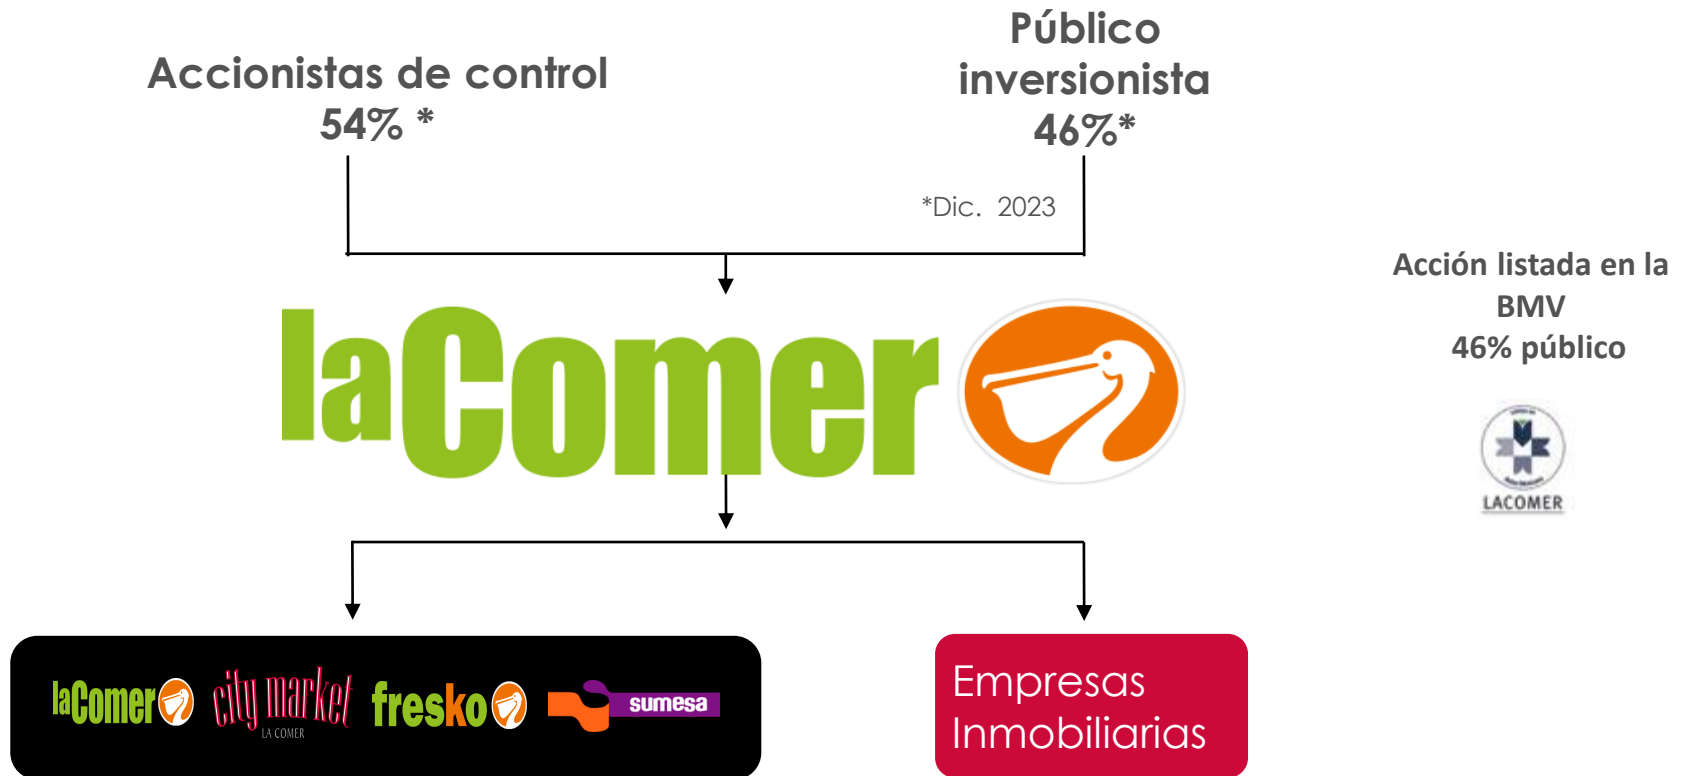 Accionistas de control
54% *
Público
inversionista
46%*
*Dic. 2023
Acción listada en la
BMV
46% público
laComer
LACOMER
laComer
city market
LA COMER
fresko
sumesa
Empresas
Inmobiliarias